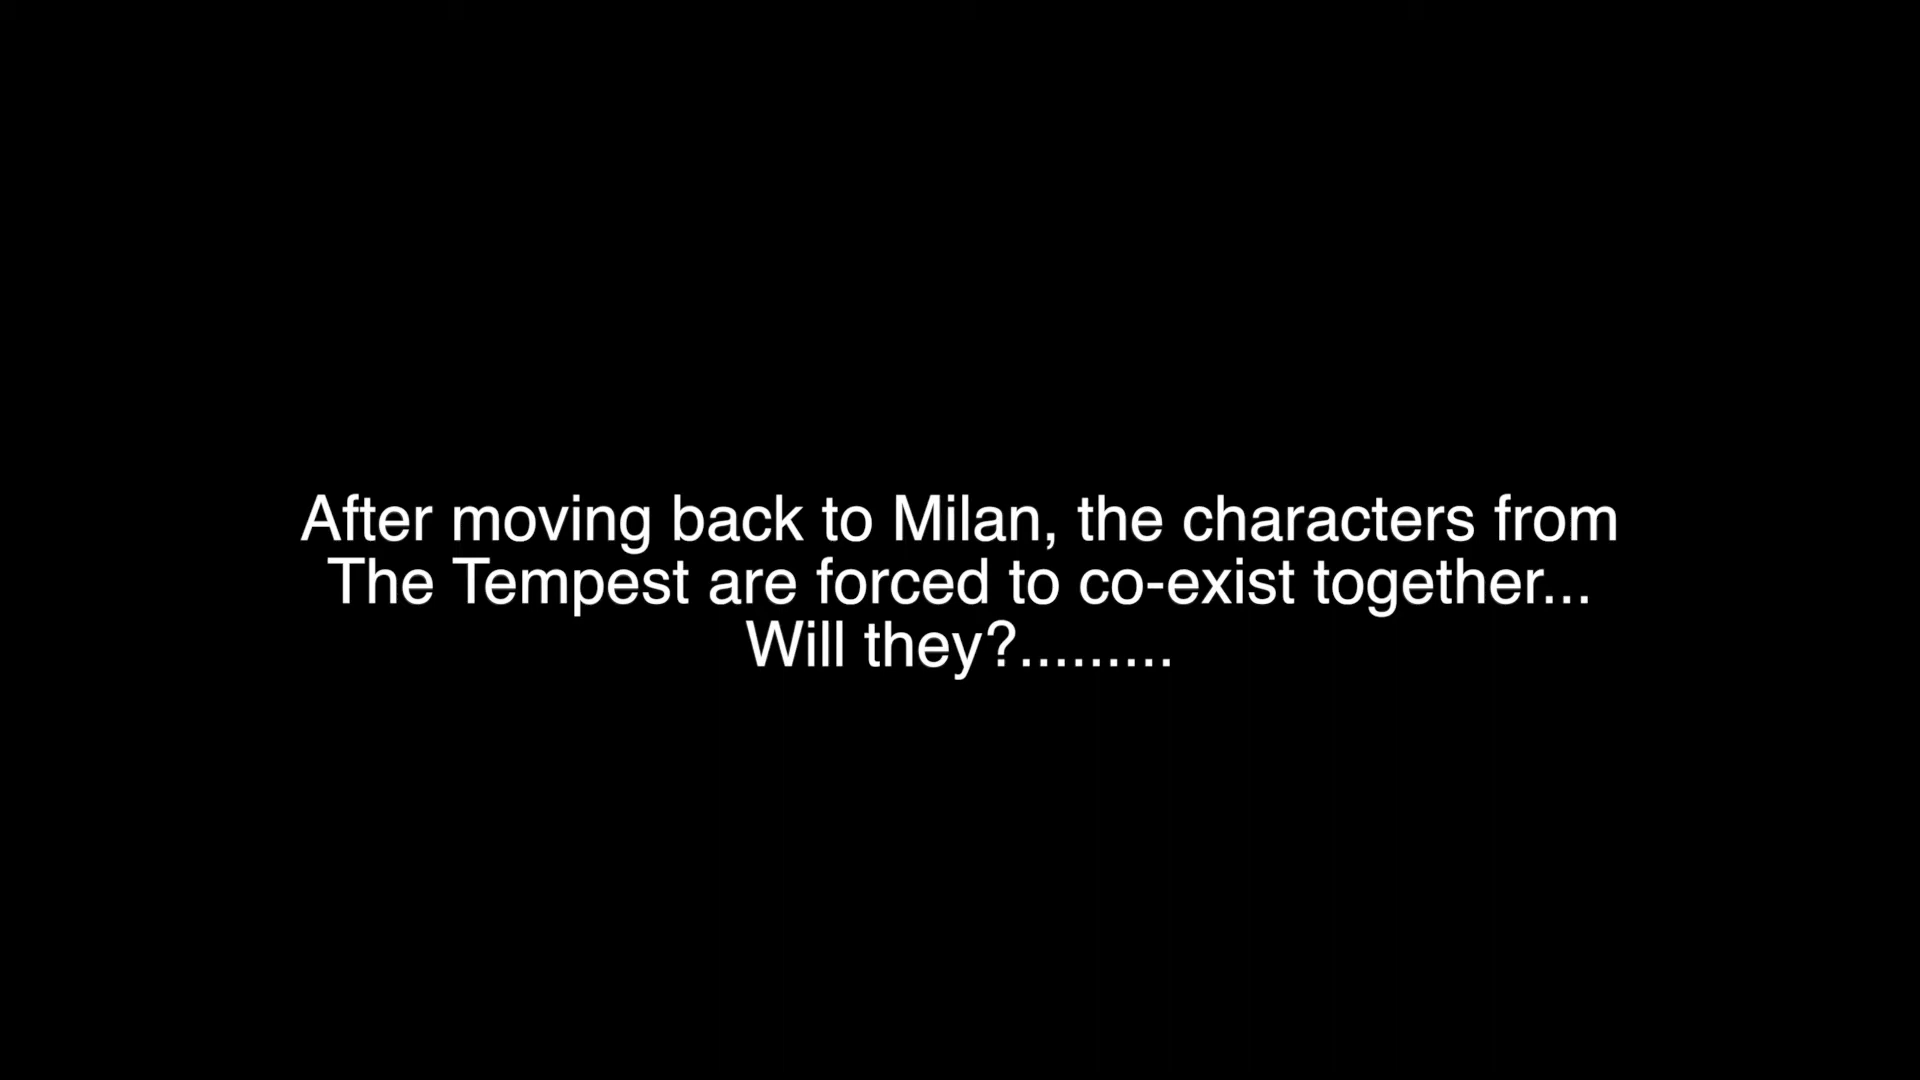 After moving back to Milan, the characters from
The Tempest are forced to co-exist together...
Will they?.........